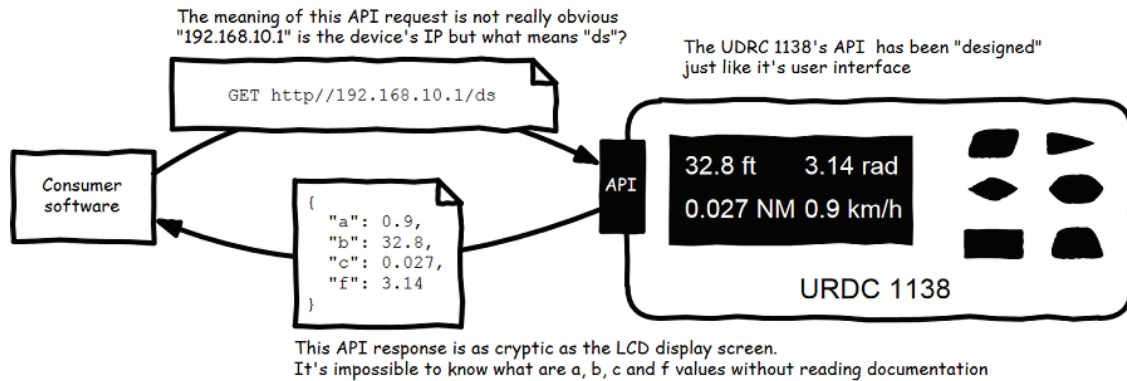 The meaning of this API request is not really obvious
"192.168.10.1" is the device's IP but what means "ds"?
GET http//192.168.10.1/ds
The UDRC 1138's API has been "designed"
just like it's user interface
Consumer
software
{
"a": 0.9,
"b": 32.8,
"c": 0.027,
"f": 3.14
}
API
32.8 ft 3.14 rad
0.027 NM 0.9 km/h
URDC 1138
This API response is as cryptic as the LCD display screen.
It's impossible to know what are a, b, c and f values without reading documentation